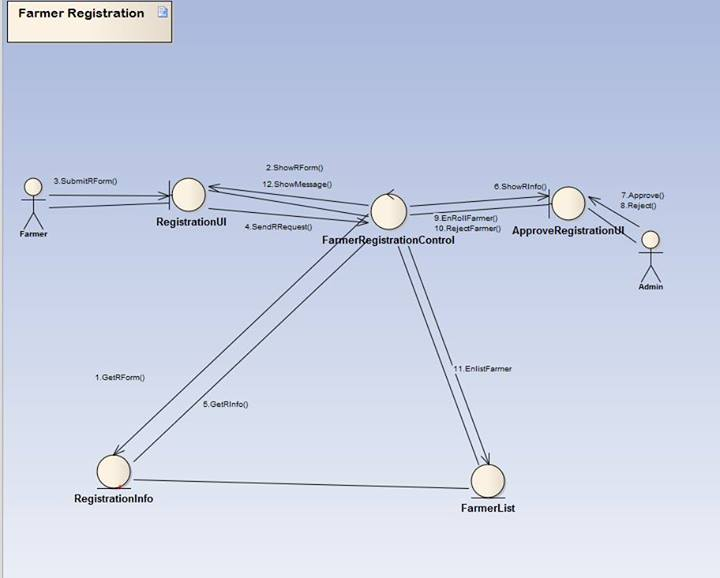 Farmer Registration
2.ShowRForm()
3.SubmitRForm()
12.ShowMessage()
6.ShowRInfo()
7.Approve()
8.Reject()
RegistrationUI
4.SendRRequest()
9.EnRollFarmer()
10.RejectFarmer()
Farmer
FarmerRegistrationControl
ApproveRegistrationUI
Admin
11.EnlistFarmer
1.GetRForm()
5.GetRInfo()
RegistrationInfo
FarmerList